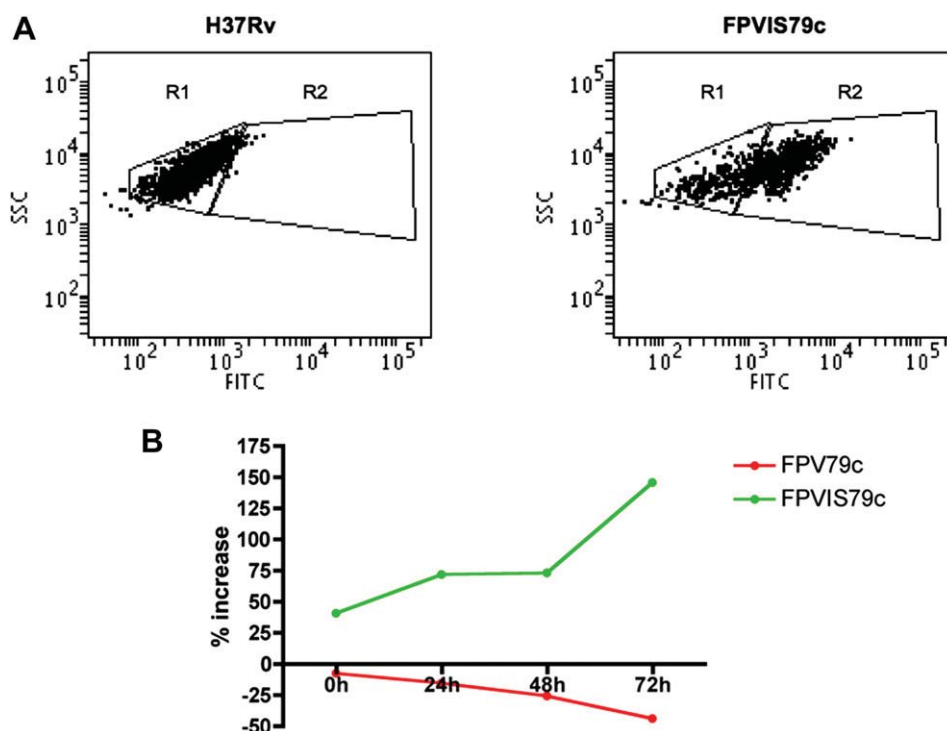 A
H37Rv
FPVIS79c
10^5
10^4
10^3
10^2
SSC
R1 R2
10^2 10^3 10^4 10^5
FITC
10^5
10^4
10^3
10^2
SSC
R1 R2
10^2 10^3 10^4 10^5
FITC
B
175
150
125
100
75
50
25
0
-25
-50
% increase
0h 24h 48h 72h
FPV79c
FPVIS79c